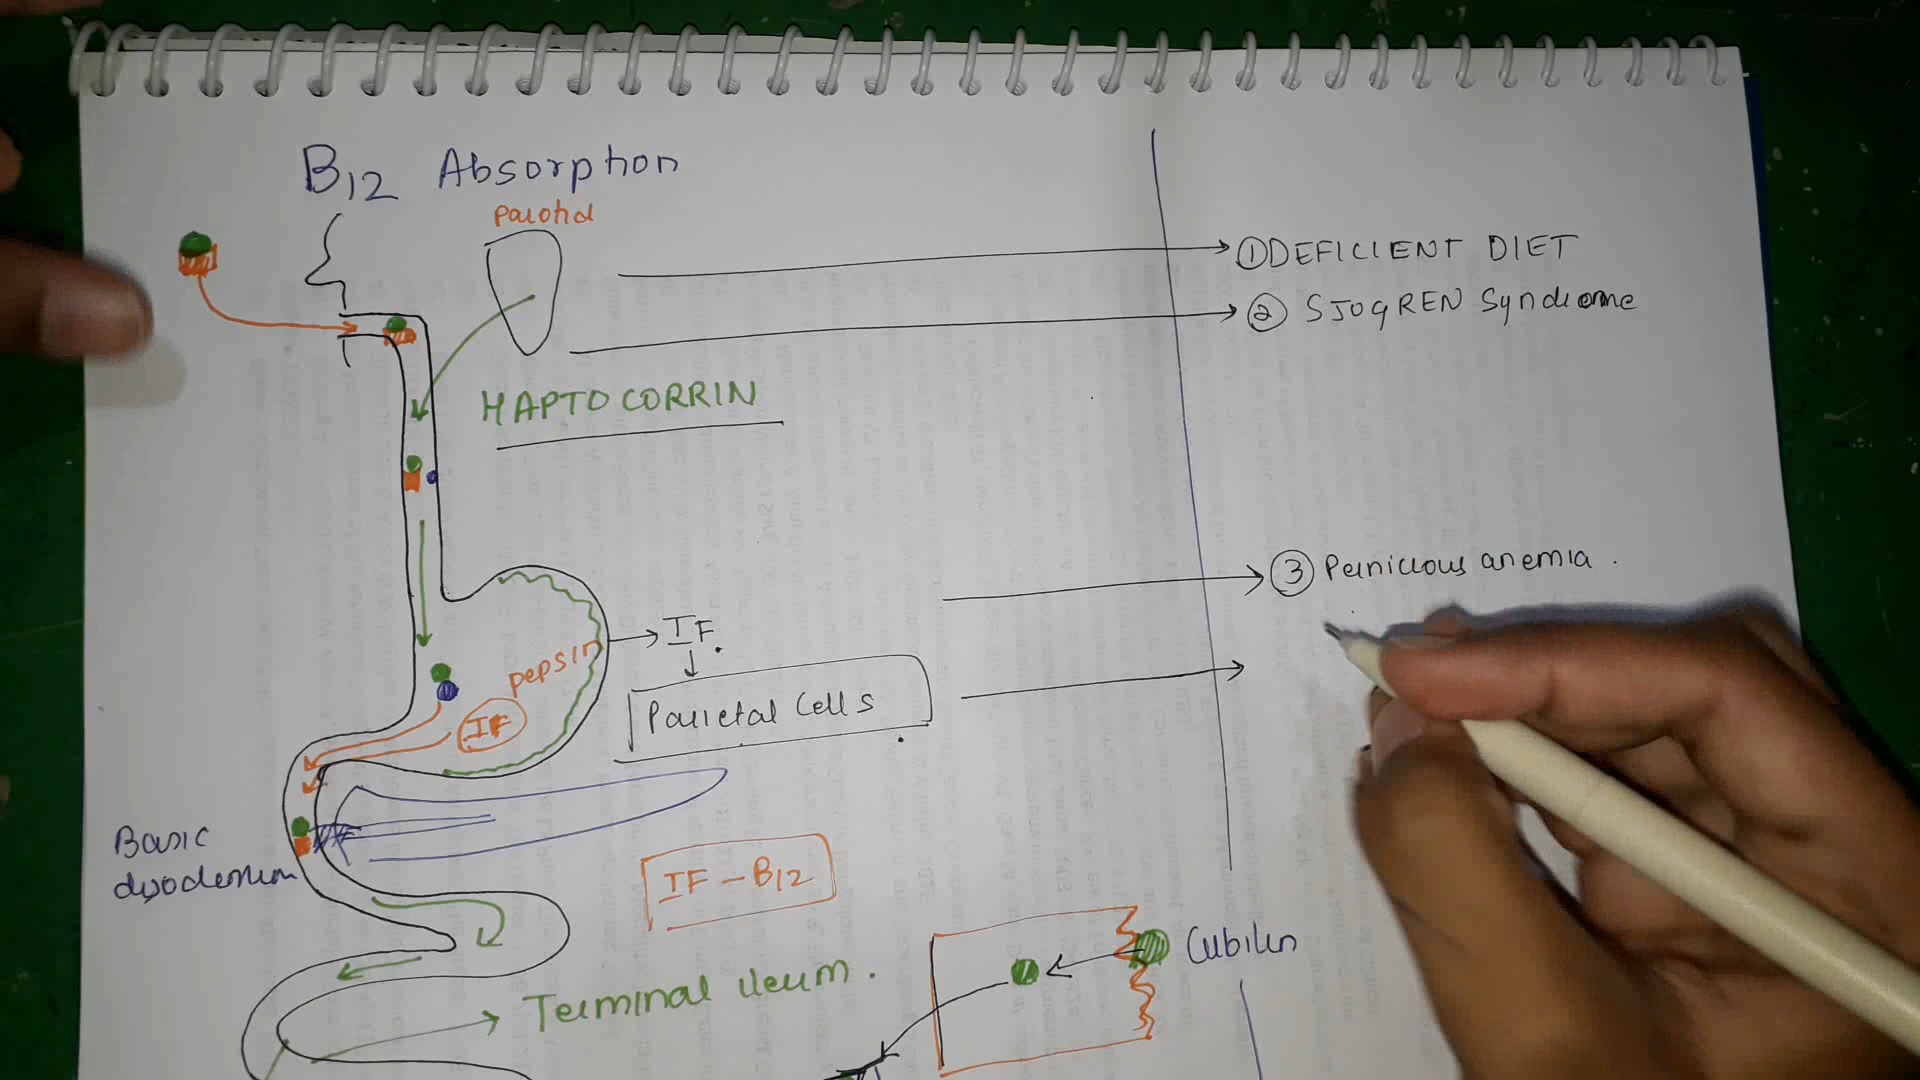 B12 Absorption
Parotid
① DEFICIENT DIET
② SJOGREN Syndrome
HAPTOCORRIN
③ Pernicious anemia .
IF.
pepsin
IF
Parietal Cells
Basic
duodenum
IF - B12
Cubilin
Terminal ileum .